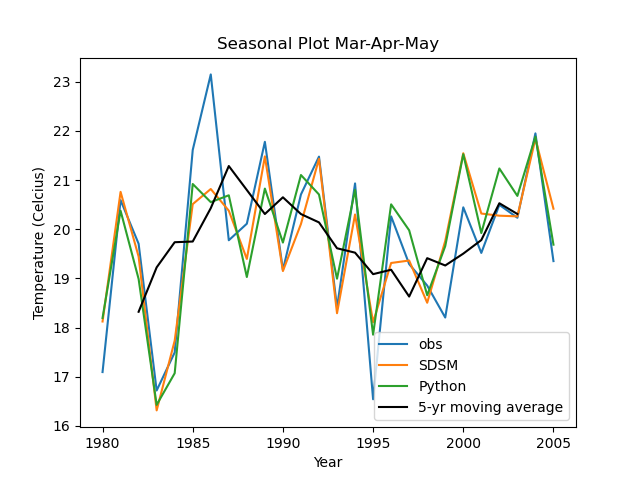 Seasonal Plot Mar-Apr-May
Temperature (Celcius)
23
22
21
20
19
18
17
16
1980
1985
1990
1995
2000
2005
Year
obs
SDSM
Python
5-yr moving average